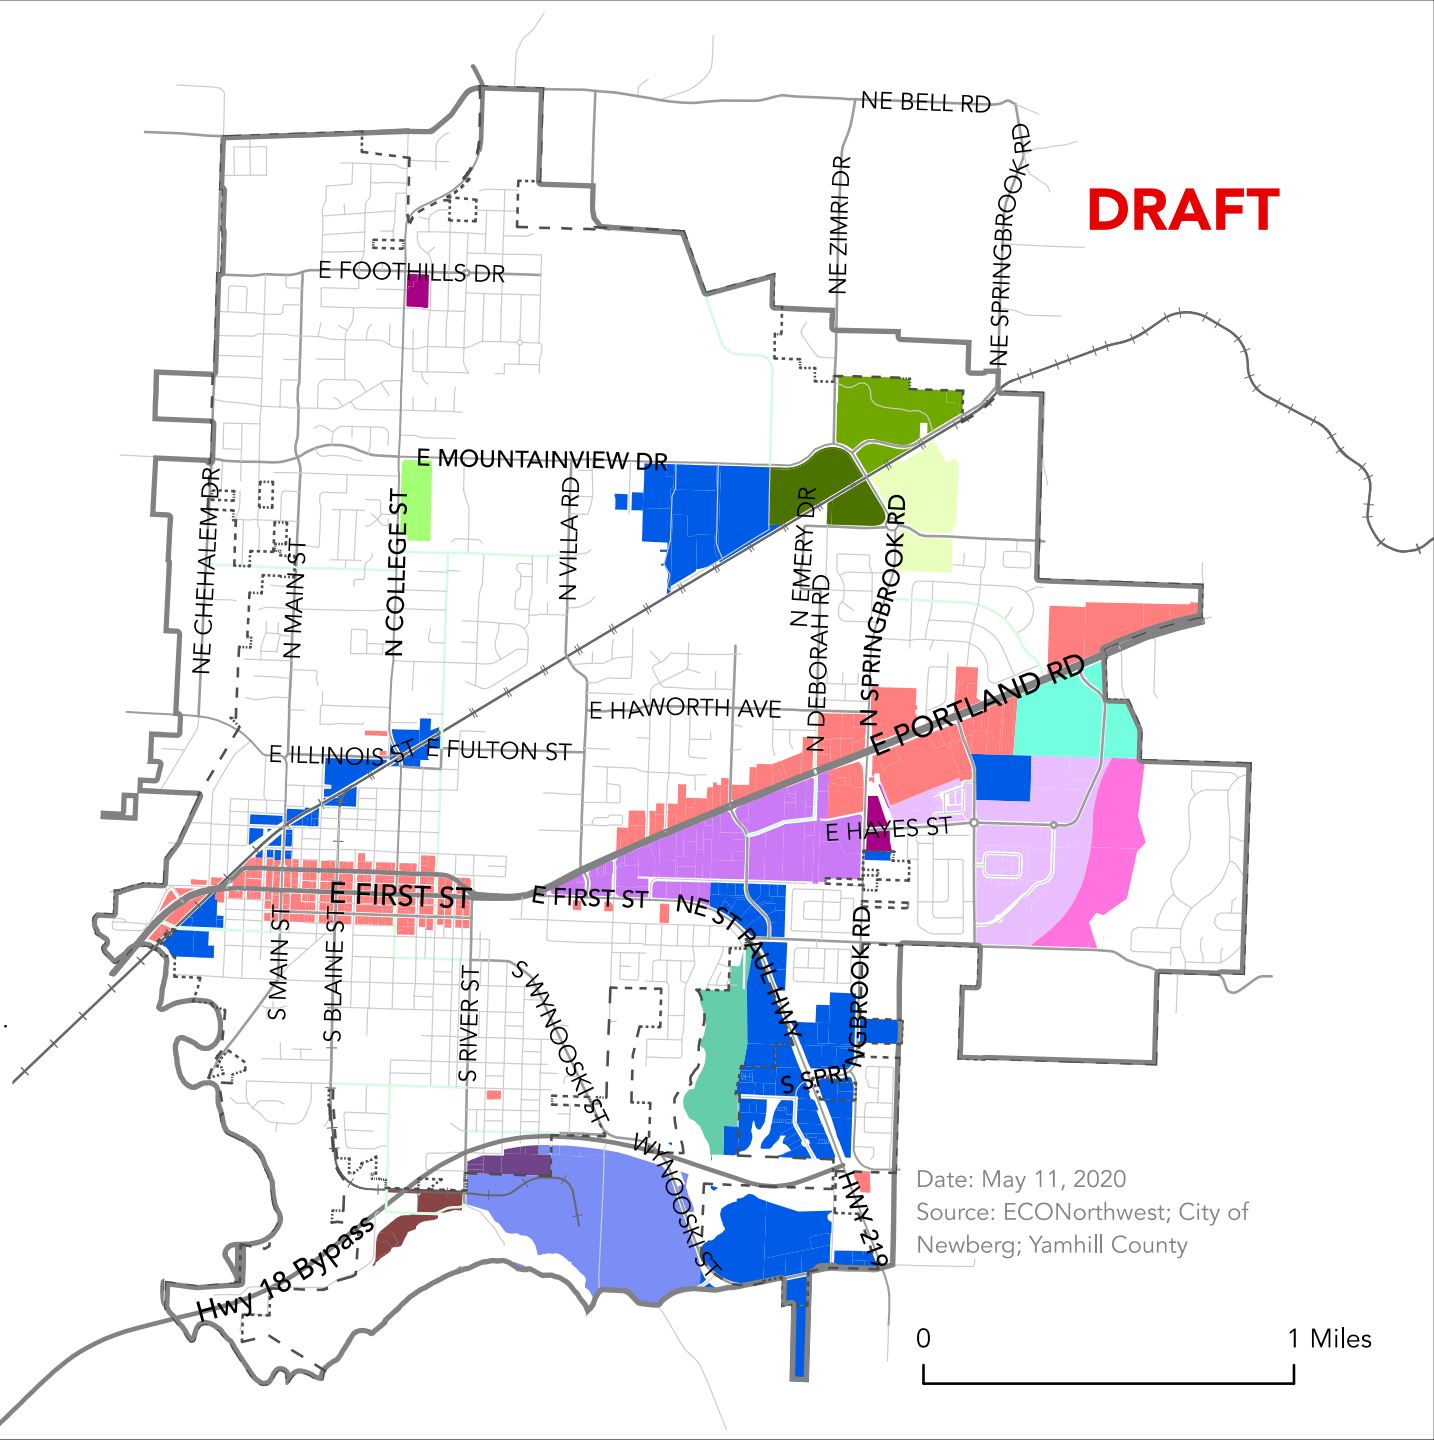 NE BELL RD
NE SPRINGBROOK RD
NE ZIMRI DR
DRAFT
E FOOTHILLS DR
E MOUNTAINVIEW DR
NE CHEHALEM DR
N MAIN ST
N COLLEGE ST
N VILLA RD
N EMERY DR
N DEBORAH RD
N SPRINGBROOK RD
E HAWORTH AVE
E PORTLAND RD
E ILLINOIS ST
E FULTON ST
E HAYES ST
E FIRST ST
E FIRST ST
NE ST PAUL HWY
S MAIN ST
S BLAINE ST
S RIVER ST
S WYNOOSKI ST
S SPRINGBROOK RD
WYNOOSKI ST
HWY 219
Hwy 18 Bypass
Date: May 11, 2020
Source: ECONorthwest; City of
Newberg; Yamhill County
0 1 Miles